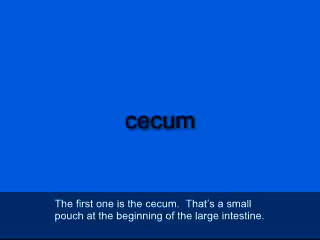 cecum
The first one is the cecum.  That's a small
pouch at the beginning of the large intestine.